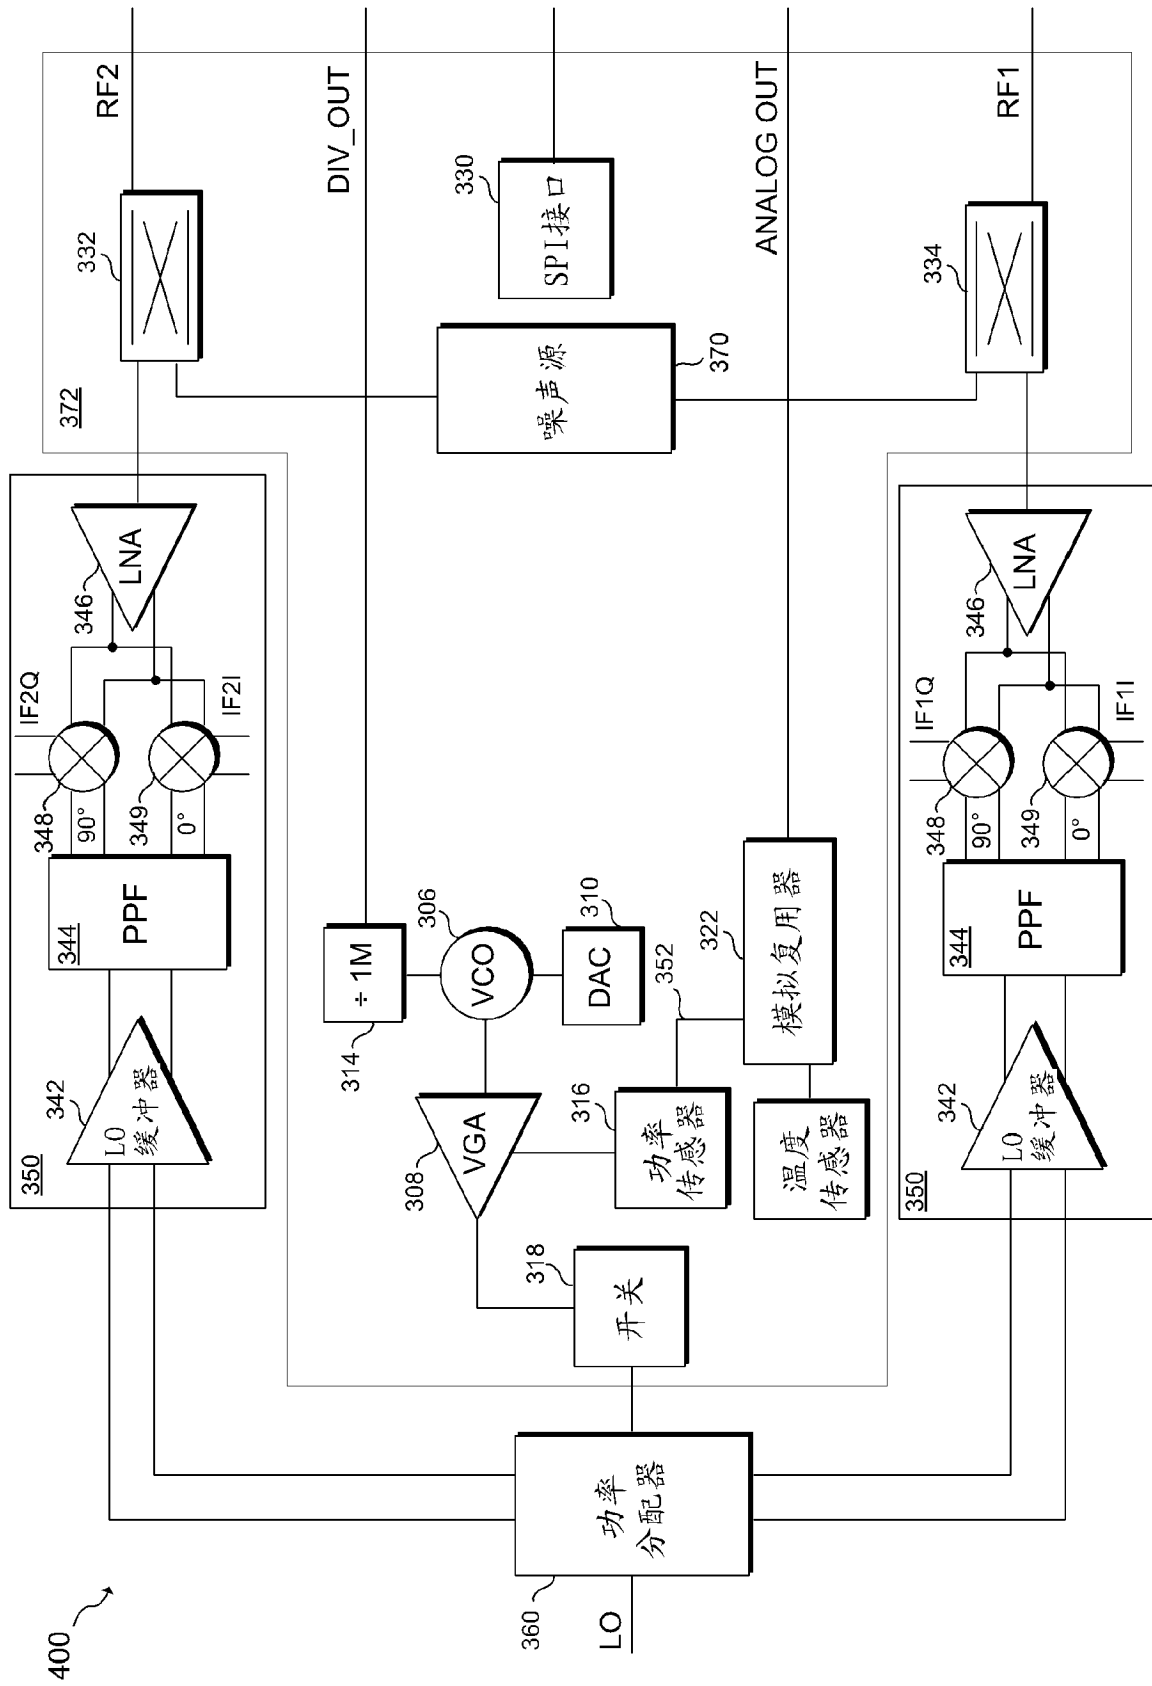 400
LO
360
功率
分配器
350
342
LO
缓冲器
344
PPF
348
90°
349
0°
IF2Q
IF2I
346
LNA
372
332
RF2
DIV_OUT
314
÷ 1M
306
VCO
310
DAC
308
VGA
318
开关
316
功率
传感器
352
322
模拟复用器
温度
传感器
370
噪声源
330
SPI接口
ANALOG OUT
350
342
LO
缓冲器
344
PPF
348
90°
349
0°
IF1Q
IF1I
346
LNA
334
RF1